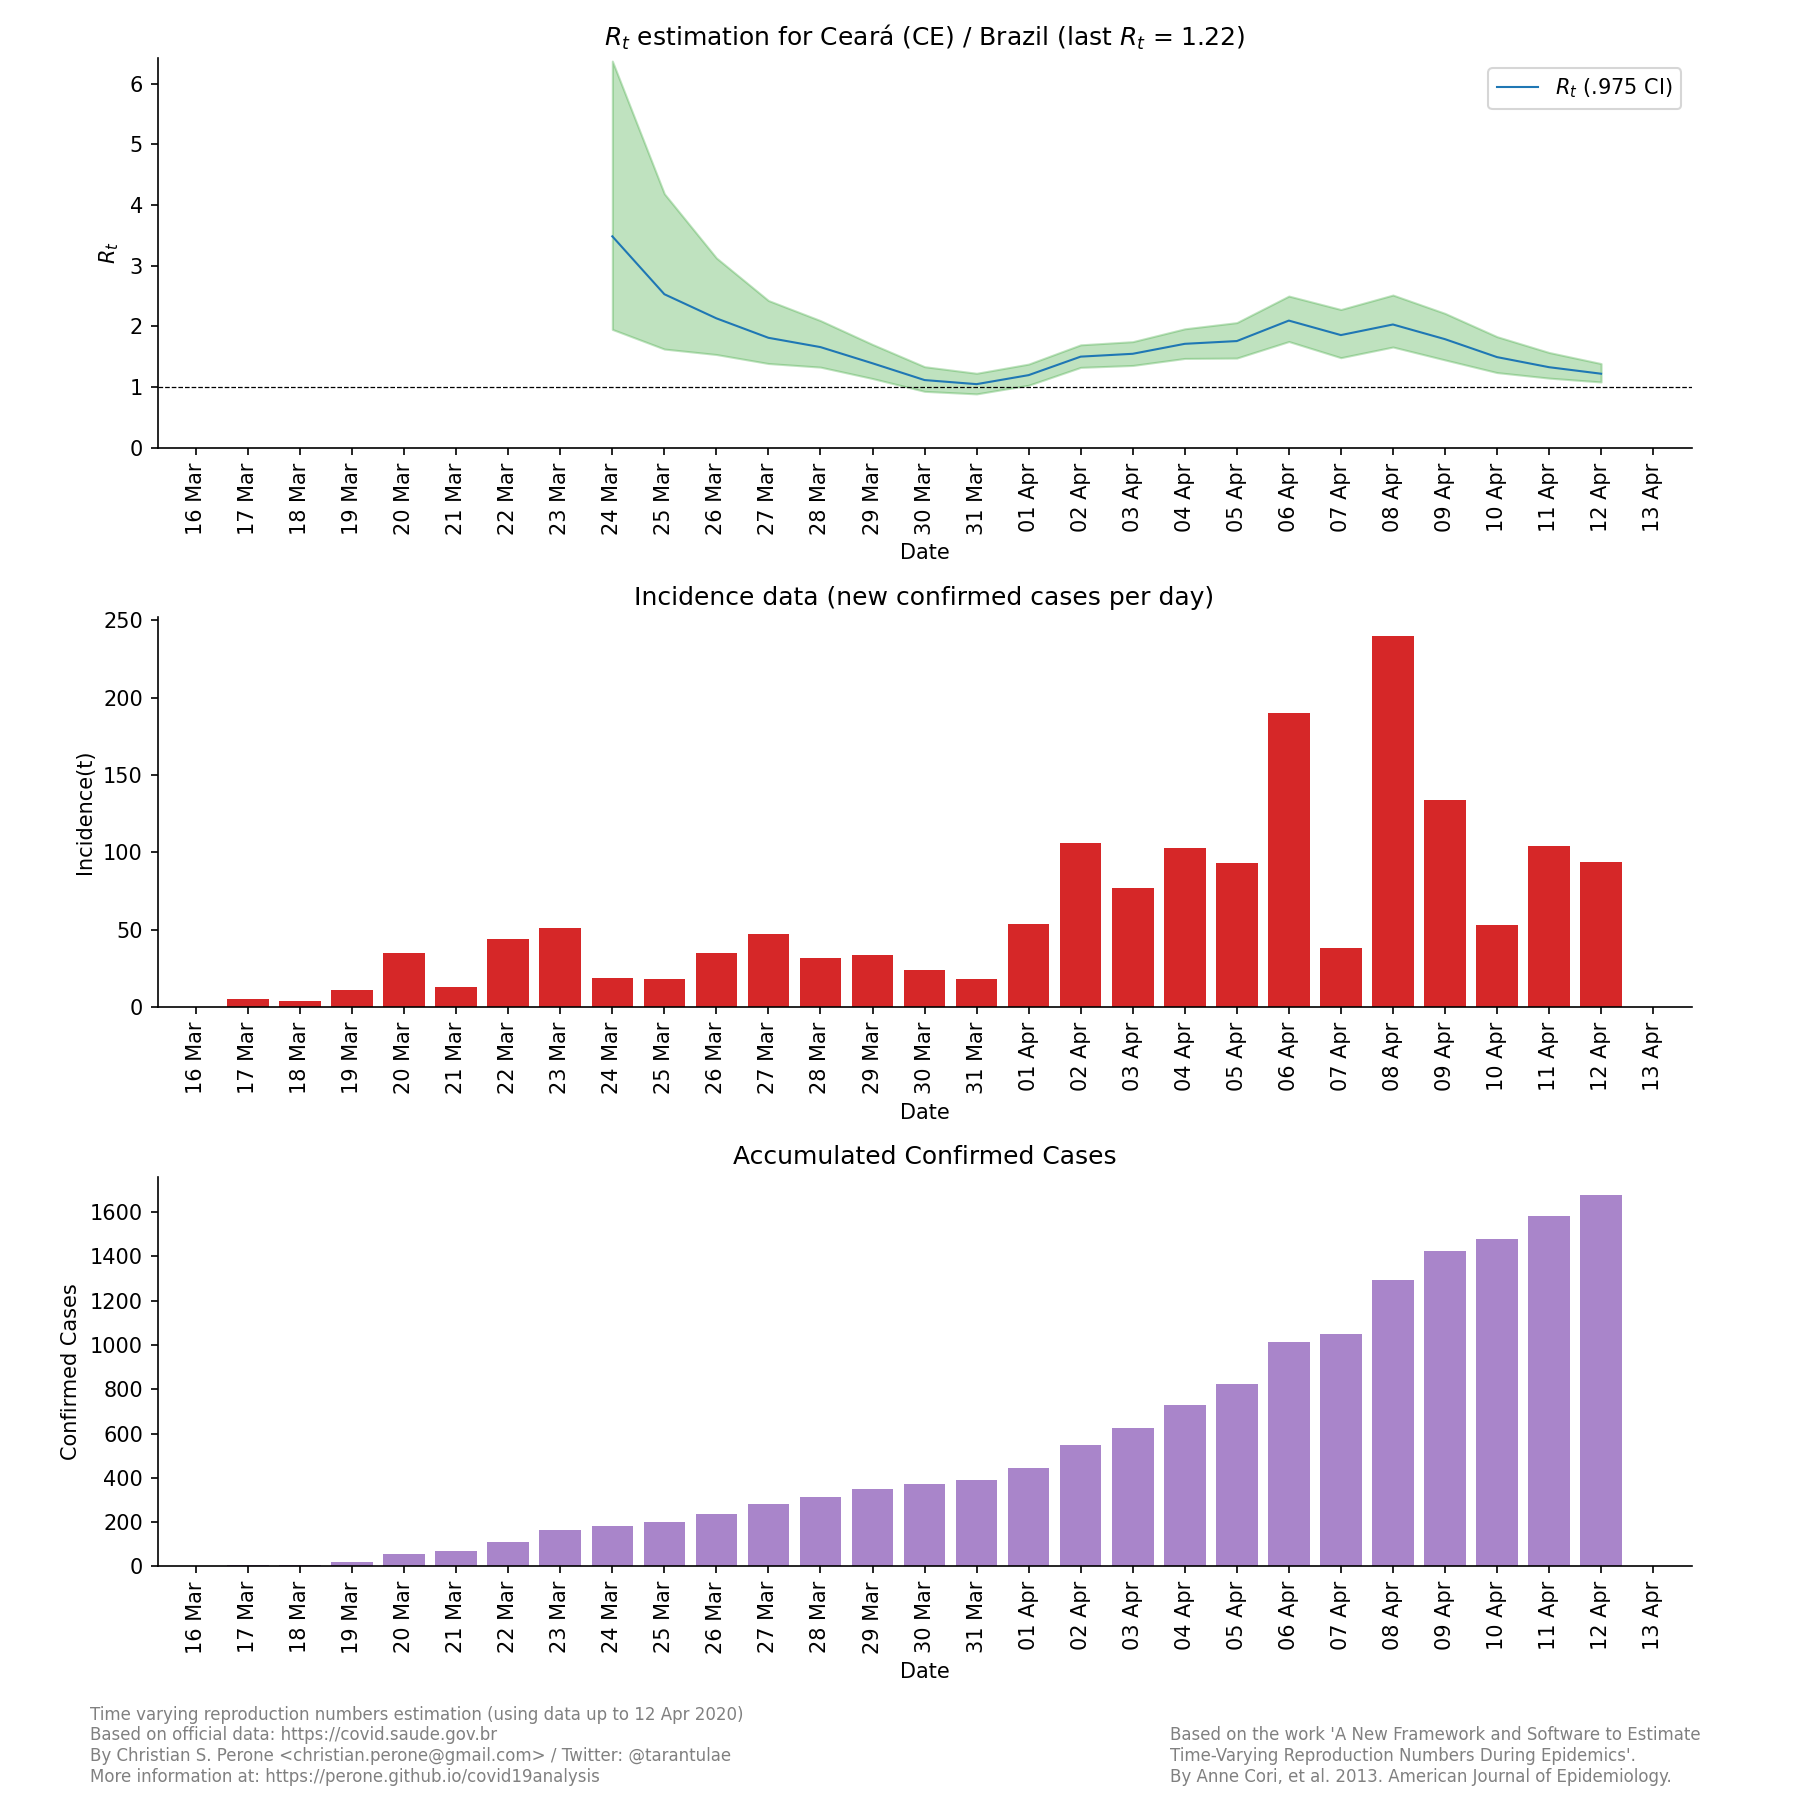 Rt estimation for Ceará (CE) / Brazil (last Rt = 1.22)
Rt (.975 CI)
Rt
6
5
4
3
2
1
0
16 Mar 17 Mar 18 Mar 19 Mar 20 Mar 21 Mar 22 Mar 23 Mar 24 Mar 25 Mar 26 Mar 27 Mar 28 Mar 29 Mar 30 Mar 31 Mar 01 Apr 02 Apr 03 Apr 04 Apr 05 Apr 06 Apr 07 Apr 08 Apr 09 Apr 10 Apr 11 Apr 12 Apr 13 Apr
Date
Incidence data (new confirmed cases per day)
Incidence(t)
250
200
150
100
50
0
16 Mar 17 Mar 18 Mar 19 Mar 20 Mar 21 Mar 22 Mar 23 Mar 24 Mar 25 Mar 26 Mar 27 Mar 28 Mar 29 Mar 30 Mar 31 Mar 01 Apr 02 Apr 03 Apr 04 Apr 05 Apr 06 Apr 07 Apr 08 Apr 09 Apr 10 Apr 11 Apr 12 Apr 13 Apr
Date
Accumulated Confirmed Cases
Confirmed Cases
1600
1400
1200
1000
800
600
400
200
0
16 Mar 17 Mar 18 Mar 19 Mar 20 Mar 21 Mar 22 Mar 23 Mar 24 Mar 25 Mar 26 Mar 27 Mar 28 Mar 29 Mar 30 Mar 31 Mar 01 Apr 02 Apr 03 Apr 04 Apr 05 Apr 06 Apr 07 Apr 08 Apr 09 Apr 10 Apr 11 Apr 12 Apr 13 Apr
Date
Time varying reproduction numbers estimation (using data up to 12 Apr 2020)
Based on official data: https://covid.saude.gov.br
By Christian S. Perone <christian.perone@gmail.com> / Twitter: @tarantulae
More information at: https://perone.github.io/covid19analysis
Based on the work 'A New Framework and Software to Estimate
Time-Varying Reproduction Numbers During Epidemics'.
By Anne Cori, et al. 2013. American Journal of Epidemiology.